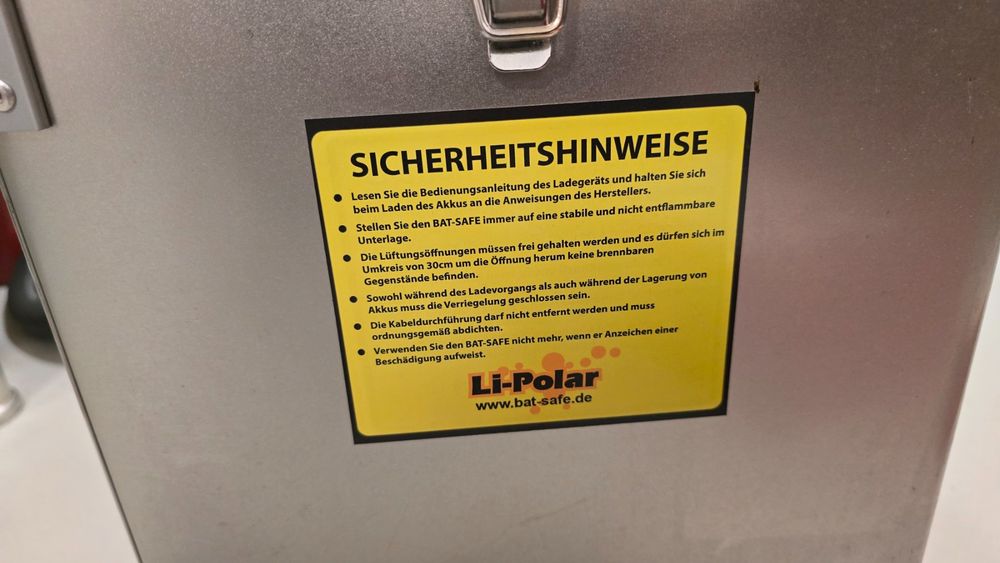 SICHERHEITSHINWEISE
• Lesen Sie die Bedienungsanleitung des Ladegeräts und halten Sie sich
beim Laden des Akkus an die Anweisungen des Herstellers.
• Stellen Sie den BAT-SAFE immer auf eine stabile und nicht entflammbare
Unterlage.
• Die Lüftungsöffnungen müssen frei gehalten werden und es dürfen sich im
Umkreis von 30cm um die Öffnung herum keine brennbaren
Gegenstände befinden.
• Sowohl während des Ladevorgangs als auch während der Lagerung von
Akkus muss die Verriegelung geschlossen sein.
• Die Kabeldurchführung darf nicht entfernt werden und muss
ordnungsgemäß abdichten.
• Verwenden Sie den BAT-SAFE nicht mehr, wenn er Anzeichen einer
Beschädigung aufweist.
Li-Polar
www.bat-safe.de